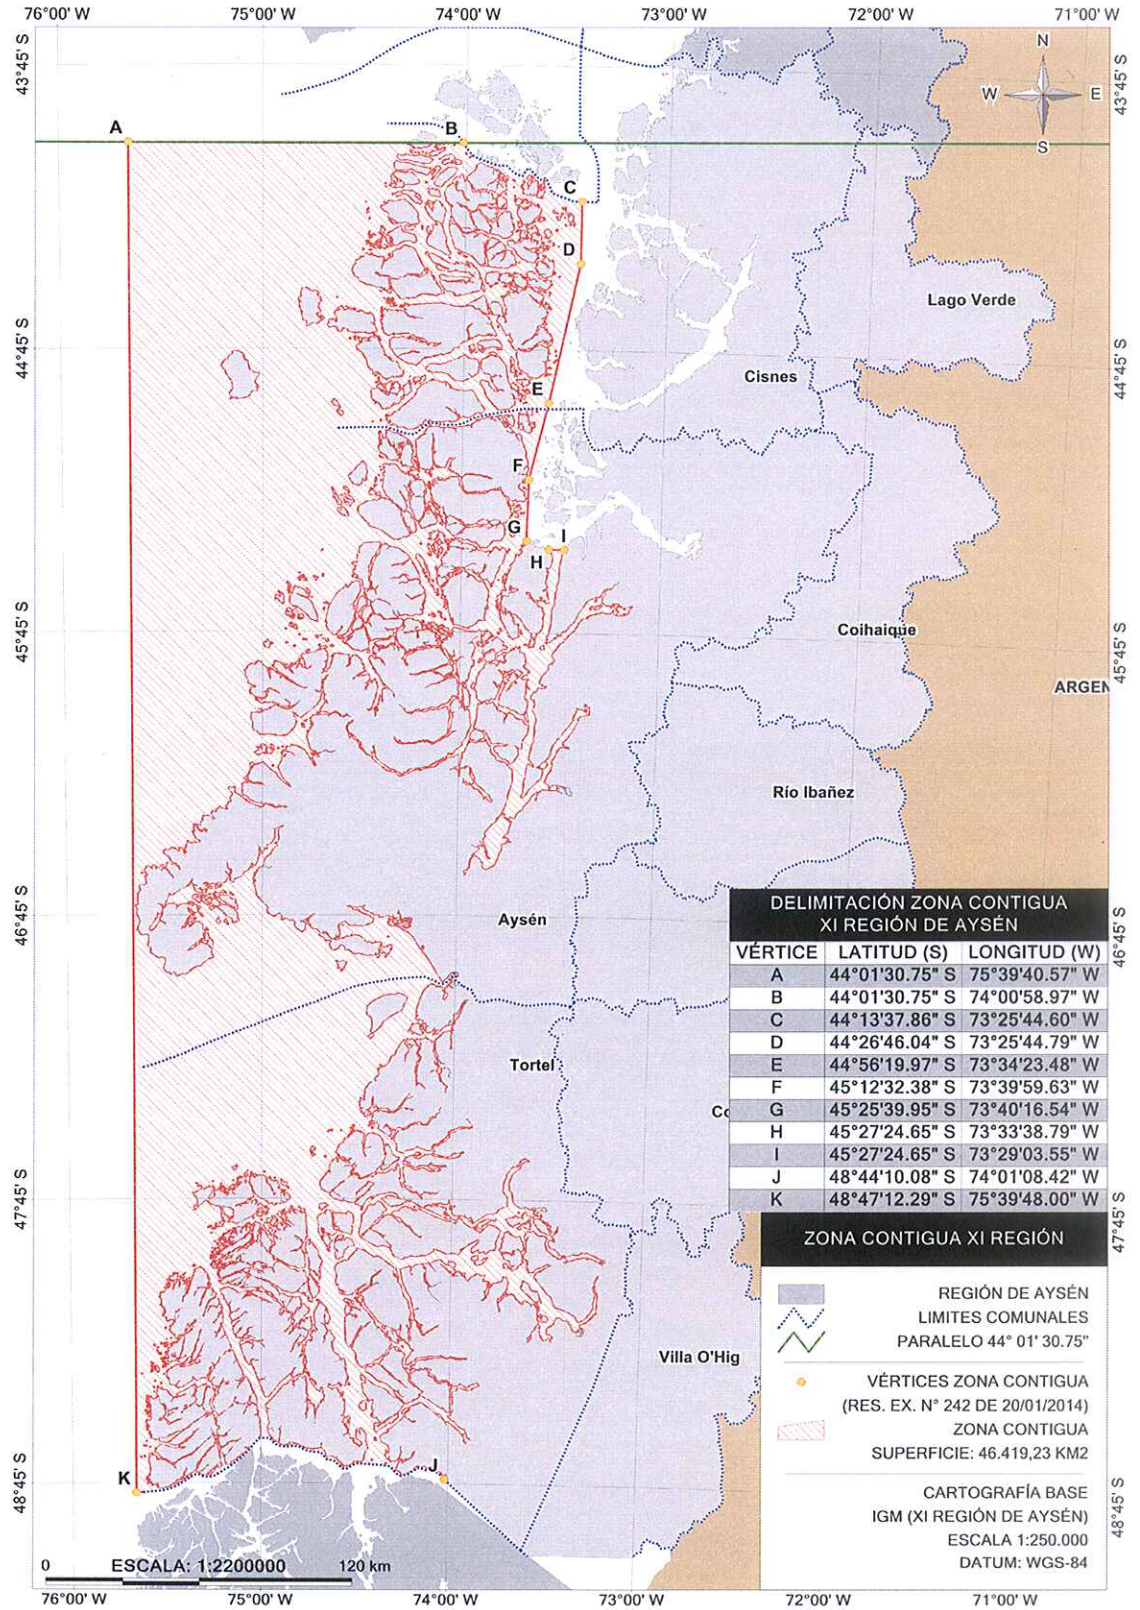 76°00' W 75°00' W 74°00' W 73°00' W 72°00' W 71°00' W
43°45' S
43°45' S
N
W E
S
A
B
C
D
Lago Verde
44°45' S
44°45' S
Cisnes
E
F
G
H
I
Coihaique
45°45' S
45°45' S
ARGEN
Río Ibañez
46°45' S
46°45' S
Aysén
DELIMITACIÓN ZONA CONTIGUA
XI REGIÓN DE AYSÉN
VÉRTICE LATITUD (S) LONGITUD (W)
A 44°01'30.75" S 75°39'40.57" W
B 44°01'30.75" S 74°00'58.97" W
C 44°13'37.86" S 73°25'44.60" W
D 44°26'46.04" S 73°25'44.79" W
E 44°56'19.97" S 73°34'23.48" W
F 45°12'32.38" S 73°39'59.63" W
G 45°25'39.95" S 73°40'16.54" W
H 45°27'24.65" S 73°33'38.79" W
I 45°27'24.65" S 73°29'03.55" W
J 48°44'10.08" S 74°01'08.42" W
K 48°47'12.29" S 75°39'48.00" W
Tortel
Co
47°45' S
47°45' S
ZONA CONTIGUA XI REGIÓN
REGIÓN DE AYSÉN
LIMITES COMUNALES
PARALELO 44° 01' 30.75"
VÉRTICES ZONA CONTIGUA
(RES. EX. N° 242 DE 20/01/2014)
ZONA CONTIGUA
SUPERFICIE: 46.419,23 KM2
CARTOGRAFÍA BASE
IGM (XI REGIÓN DE AYSÉN)
ESCALA 1:250.000
DATUM: WGS-84
Villa O'Hig
K
J
48°45' S
48°45' S
0 ESCALA: 1:2200000 120 km
76°00' W 75°00' W 74°00' W 73°00' W 72°00' W 71°00' W